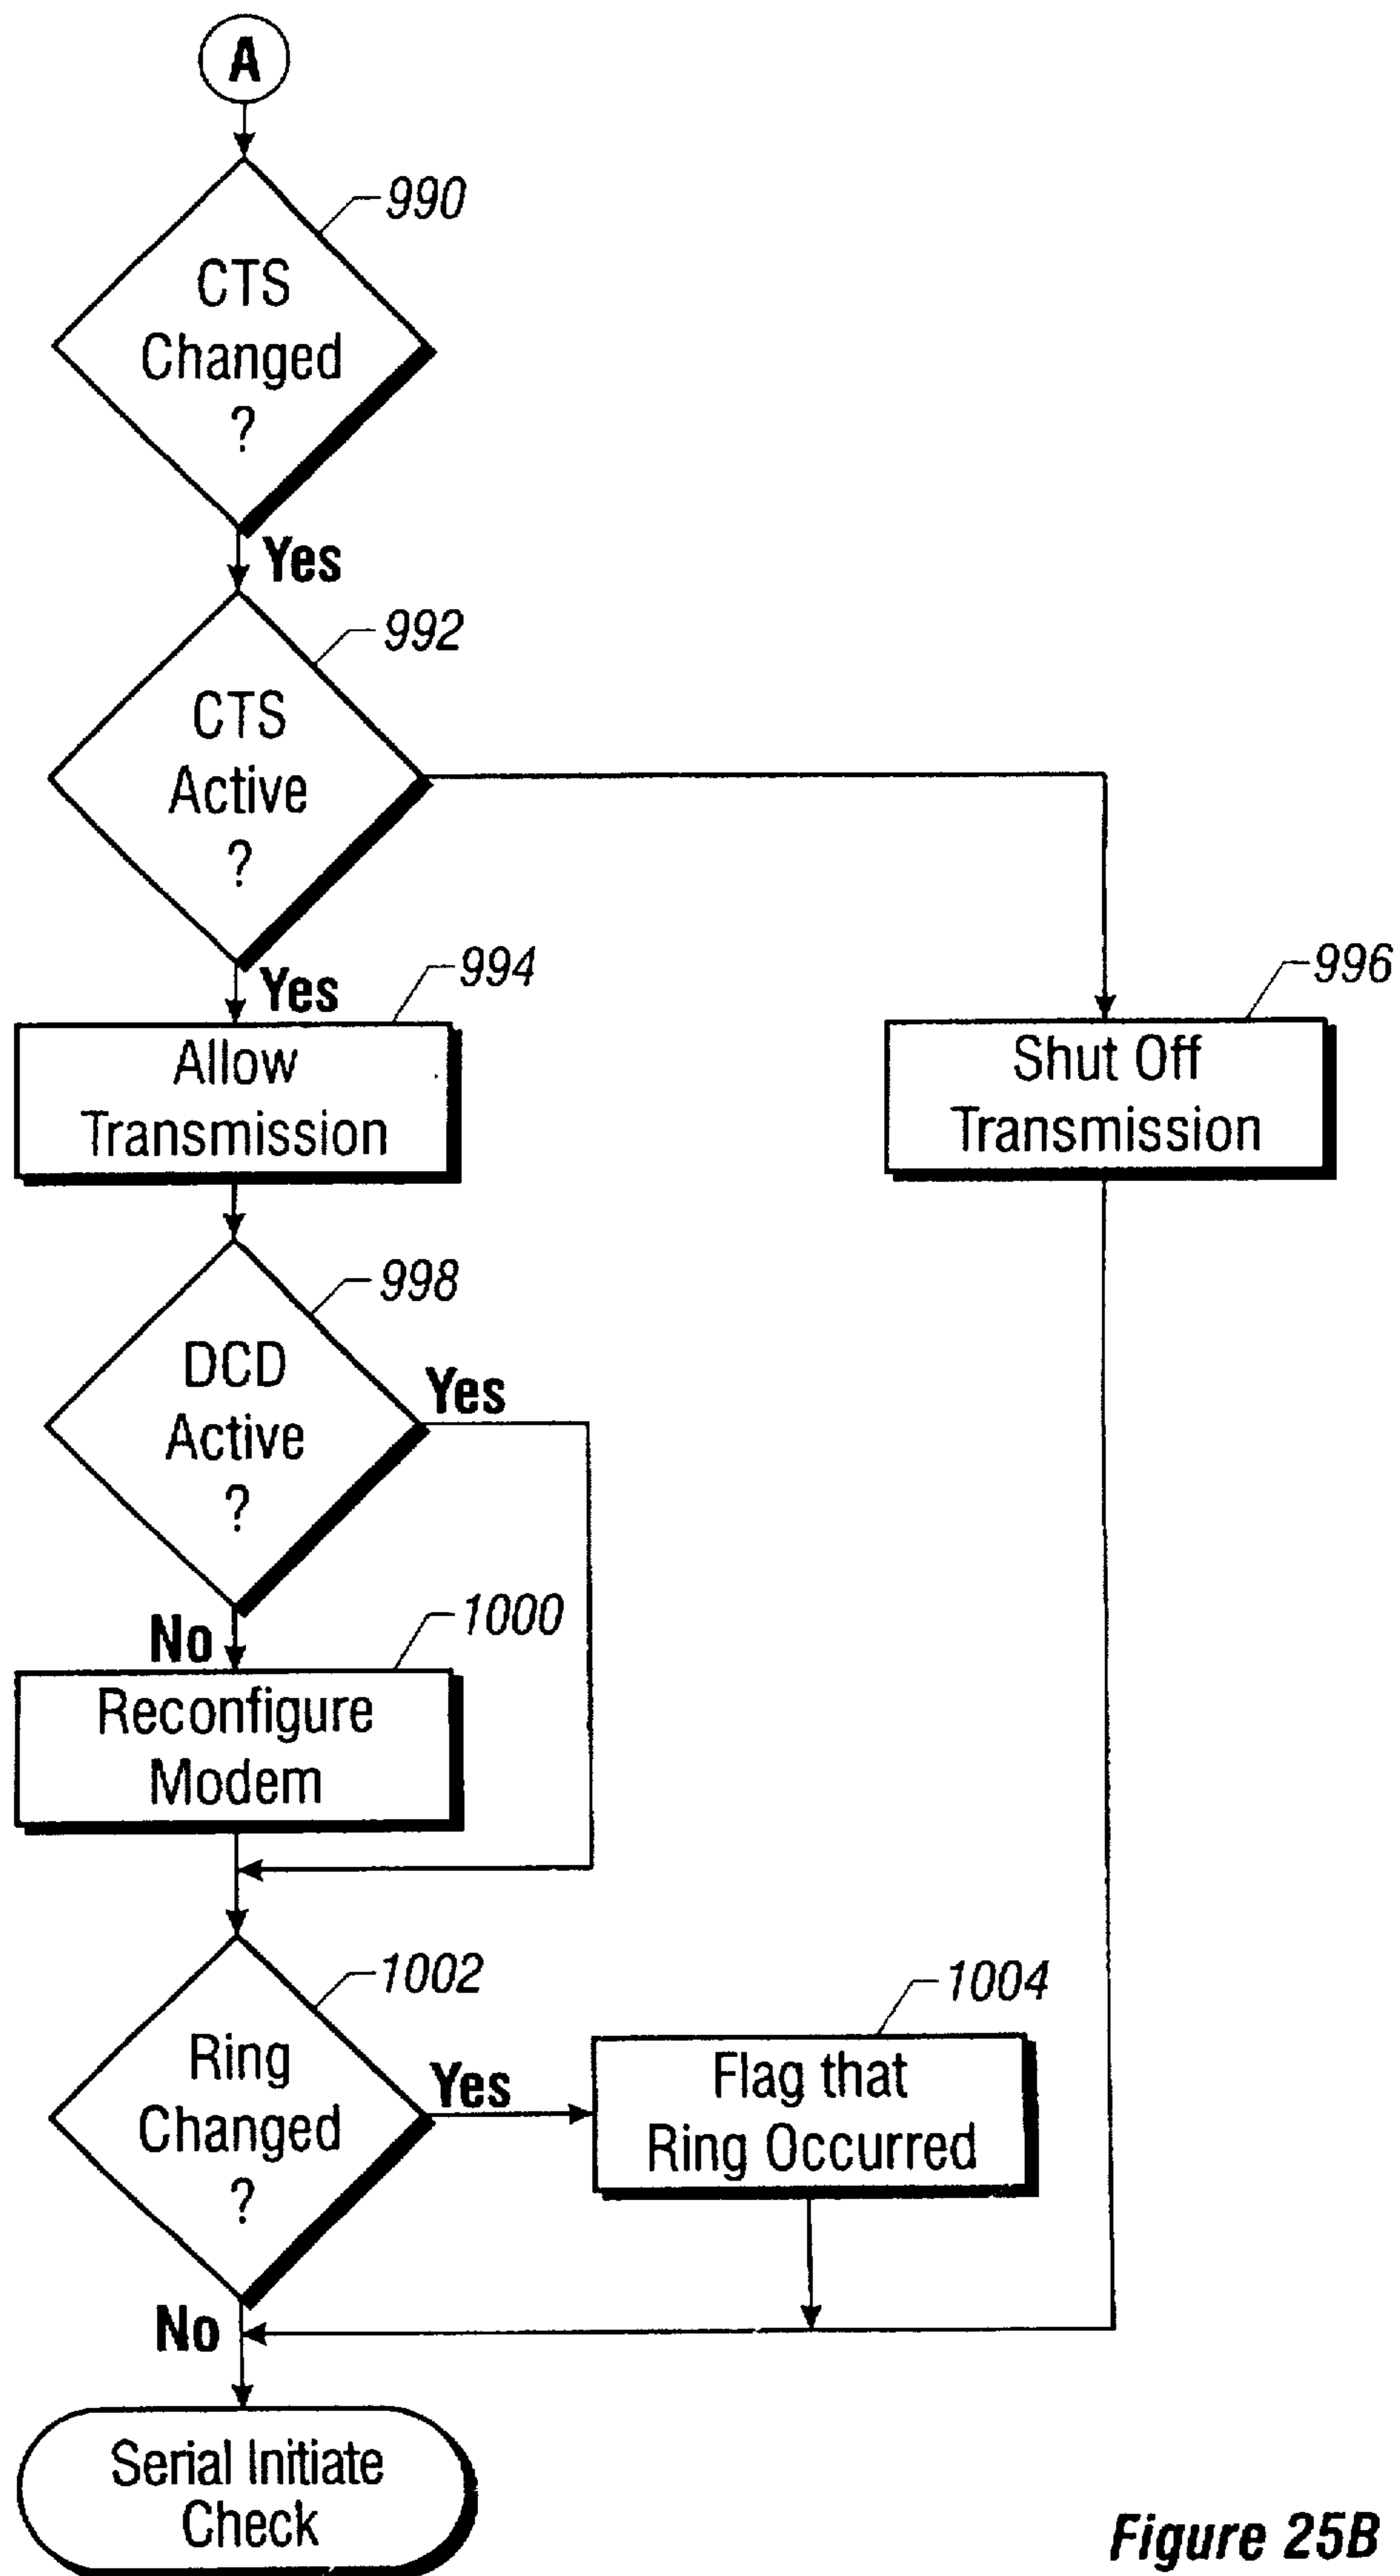 A
990
CTS
Changed
?
Yes
992
CTS
Active
?
Yes
994
Allow
Transmission
996
Shut Off
Transmission
998
DCD
Active
?
Yes
No
1000
Reconfigure
Modem
1002
Ring
Changed
?
Yes
1004
Flag that
Ring Occurred
No
Serial Initiate
Check
Figure 25B